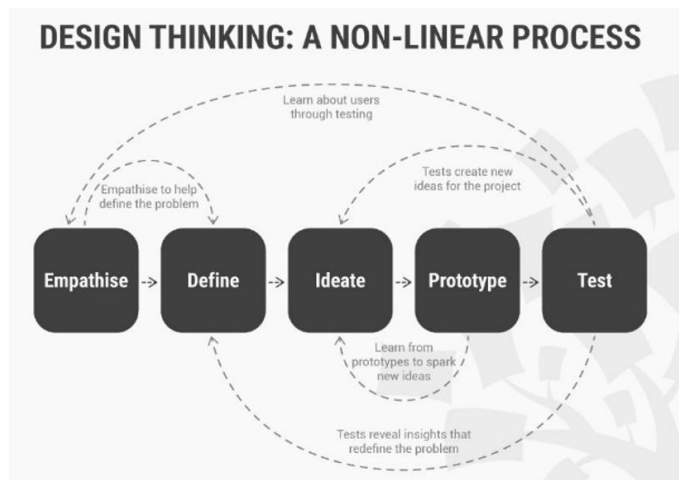 DESIGN THINKING: A NON-LINEAR PROCESS
Learn about users
through testing
Tests create new
ideas for the project
Empathise to help
define the problem
Empathise
Define
Ideate
Prototype
Test
Learn from
prototypes to spark
new ideas
Tests reveal insights that
redefine the problem